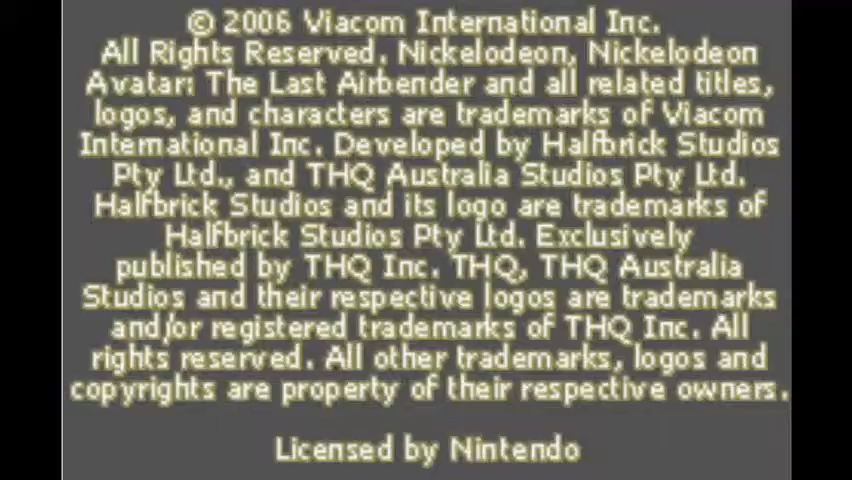 © 2006 Viacom International Inc.
All Rights Reserved. Nickelodeon, Nickelodeon
Avatar: The Last Airbender and all related titles,
logos, and characters are trademarks of Viacom
International Inc. Developed by Halfbrick Studios
Pty Ltd., and THQ Australia Studios Pty Ltd.
Halfbrick Studios and its logo are trademarks of
Halfbrick Studios Pty Ltd. Exclusively
published by THQ Inc. THQ, THQ Australia
Studios and their respective logos are trademarks
and/or registered trademarks of THQ Inc. All
rights reserved. All other trademarks, logos and
copyrights are property of their respective owners.
Licensed by Nintendo